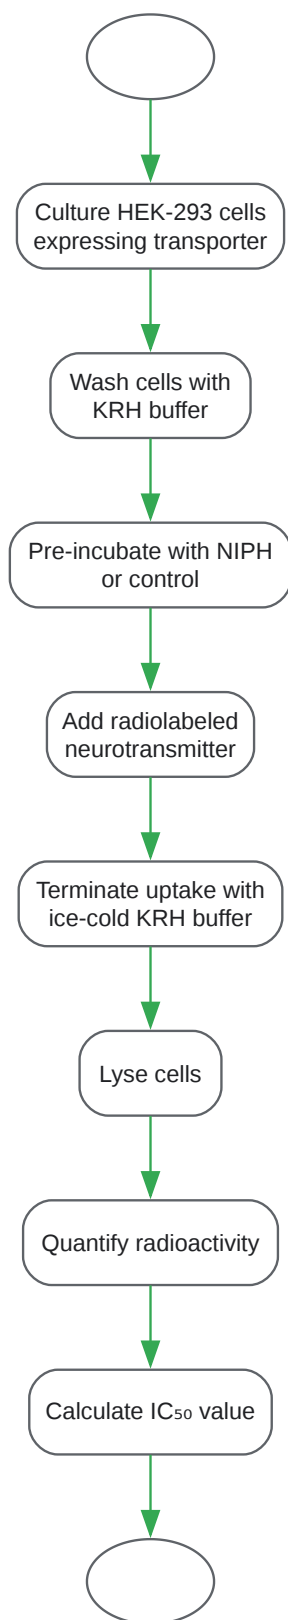 Culture HEK-293 cells
expressing transporter
Wash cells with
KRH buffer
Pre-incubate with NIPH
or control
Add radiolabeled
neurotransmitter
Terminate uptake with
ice-cold KRH buffer
Lyse cells
Quantify radioactivity
Calculate IC₅₀ value